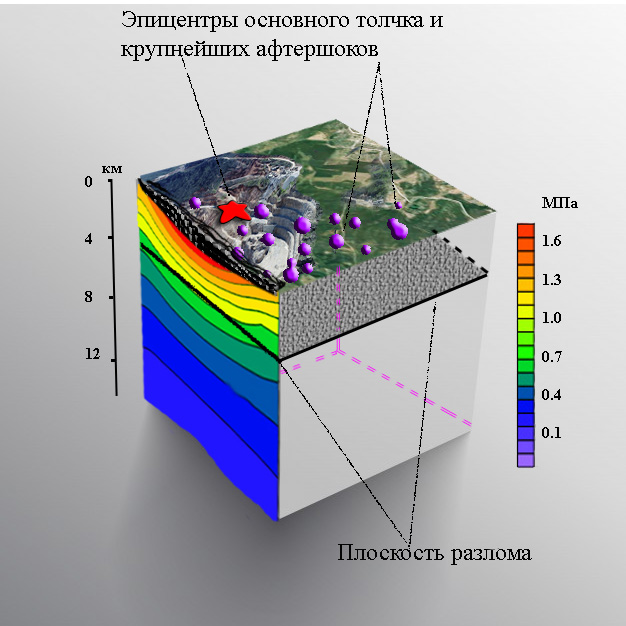 Эпицентры основного толчка и
крупнейших афтершоков
км
0
4
8
12
МПа
1.6
1.3
1.0
0.7
0.4
0.1
Плоскость разлома